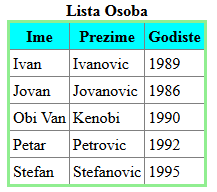 Lista Osoba
Ime Prezime Godiste
Ivan Ivanovic 1989
Jovan Jovanovic 1986
Obi Van Kenobi 1990
Petar Petrovic 1992
Stefan Stefanovic 1995